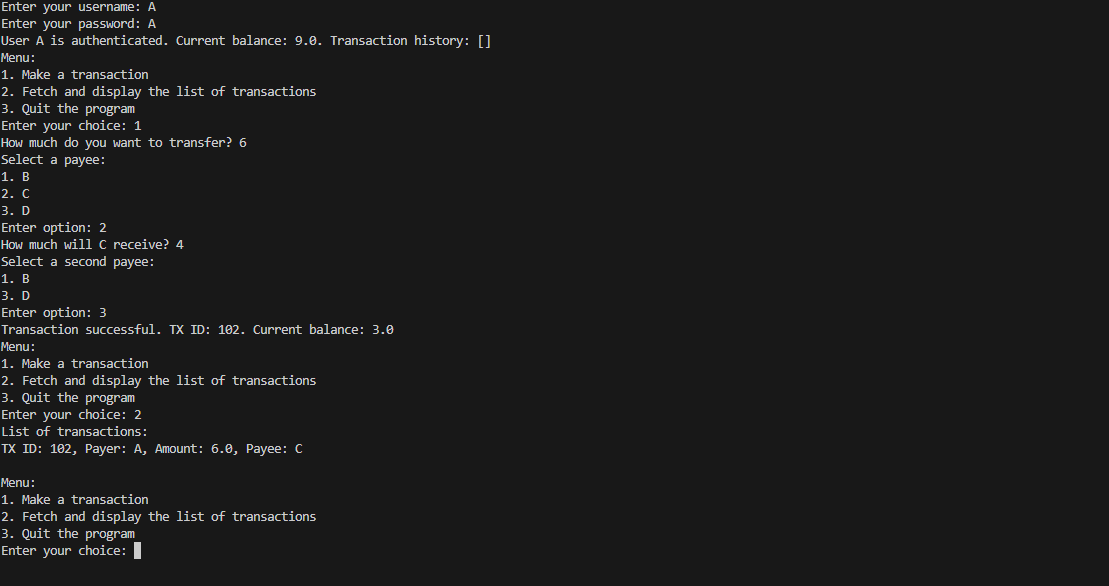 Enter your username: A
Enter your password: A
User A is authenticated. Current balance: 9.0. Transaction history: []
Menu:
1. Make a transaction
2. Fetch and display the list of transactions
3. Quit the program
Enter your choice: 1
How much do you want to transfer? 6
Select a payee:
1. B
2. C
3. D
Enter option: 2
How much will C receive? 4
Select a second payee:
1. B
3. D
Enter option: 3
Transaction successful. TX ID: 102. Current balance: 3.0
Menu:
1. Make a transaction
2. Fetch and display the list of transactions
3. Quit the program
Enter your choice: 2
List of transactions:
TX ID: 102, Payer: A, Amount: 6.0, Payee: C

Menu:
1. Make a transaction
2. Fetch and display the list of transactions
3. Quit the program
Enter your choice: